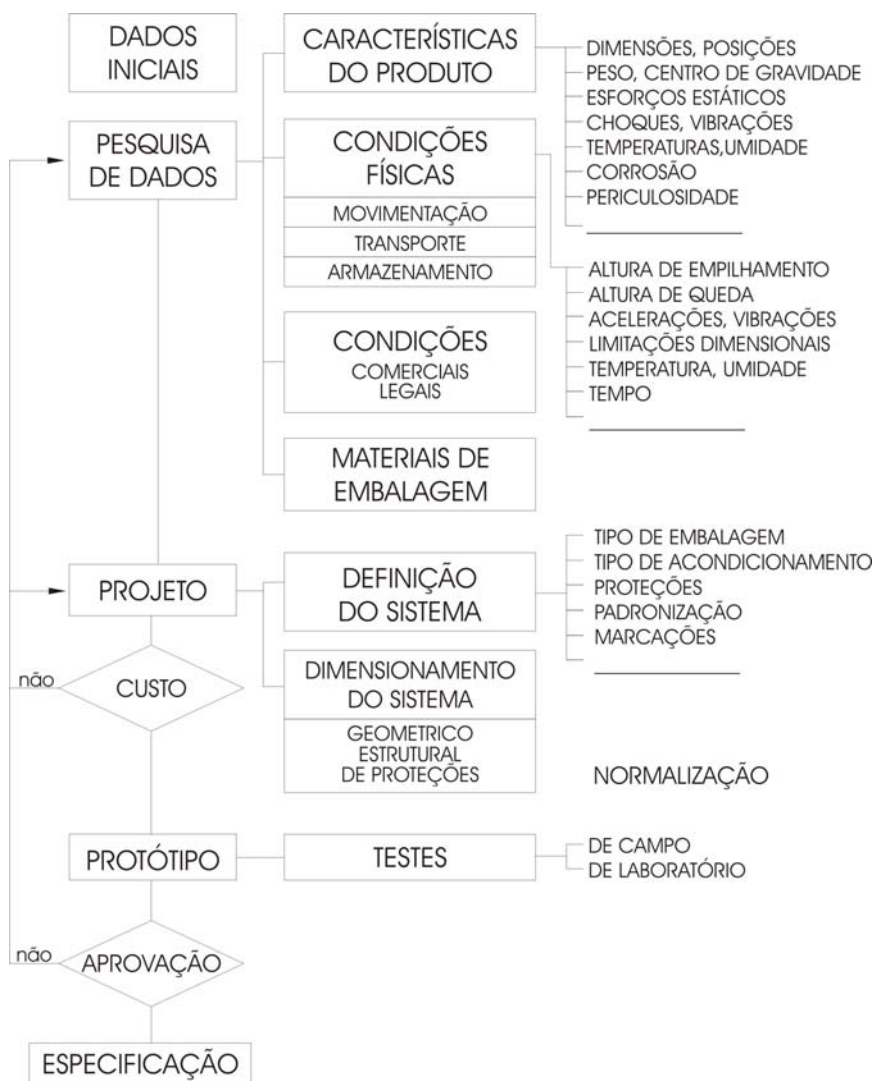 DADOS
INICIAIS
CARACTERÍSTICAS
DO PRODUTO
DIMENSÕES, POSIÇÕES
PESO, CENTRO DE GRAVIDADE
ESFORÇOS ESTÁTICOS
CHOQUES, VIBRAÇÕES
TEMPERATURAS,UMIDADE
CORROSÃO
PERICULOSIDADE
PESQUISA
DE DADOS
CONDIÇÕES
FÍSICAS
MOVIMENTAÇÃO
TRANSPORTE
ARMAZENAMENTO
ALTURA DE EMPILHAMENTO
ALTURA DE QUEDA
ACELERAÇÕES, VIBRAÇÕES
LIMITAÇÕES DIMENSIONAIS
TEMPERATURA, UMIDADE
TEMPO
CONDIÇÕES
COMERCIAIS
LEGAIS
MATERIAIS DE
EMBALAGEM
PROJETO
DEFINIÇÃO
DO SISTEMA
TIPO DE EMBALAGEM
TIPO DE ACONDICIONAMENTO
PROTEÇÕES
PADRONIZAÇÃO
MARCAÇÕES
não
CUSTO
DIMENSIONAMENTO
DO SISTEMA
GEOMETRICO
ESTRUTURAL
DE PROTEÇÕES
NORMALIZAÇÃO
PROTÓTIPO
TESTES
DE CAMPO
DE LABORATÓRIO
não
APROVAÇÃO
ESPECIFICAÇÃO